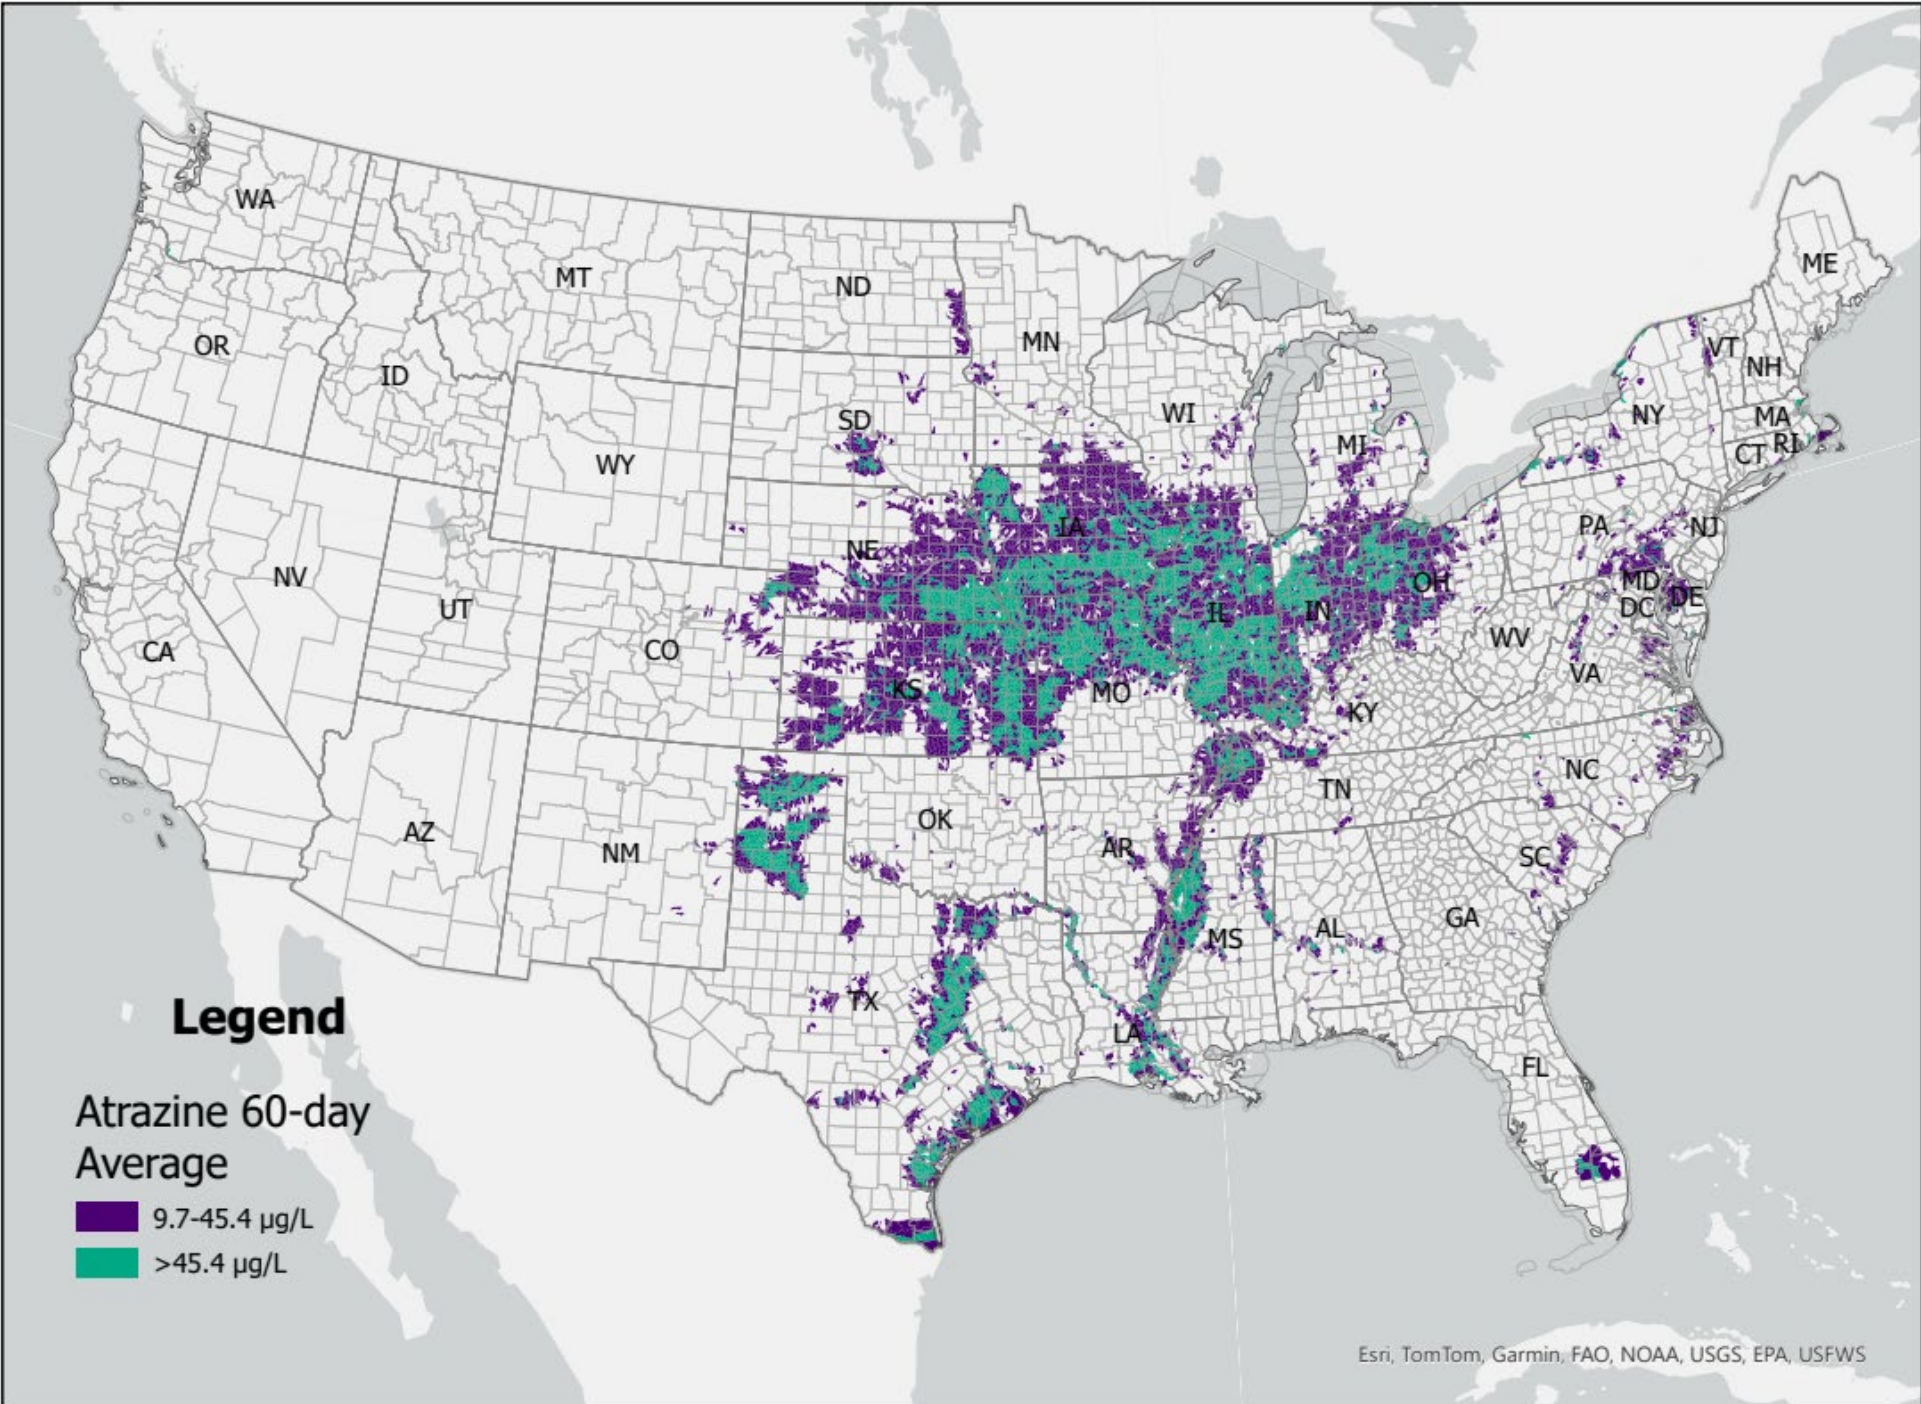 WA
ME
MT
ND
MN
OR
VT
ID
NH
WI
NY
SD
MA
MI
RI
CT
WY
IA
PA
NJ
NE
NV
OH
MD
UT
IL
IN
DC
DE
WV
CA
CO
VA
KS
MO
KY
NC
TN
OK
AZ
NM
AR
SC
GA
AL
MS
TX
LA
FL
Legend
Atrazine 60-day
Average
9.7-45.4 µg/L
>45.4 µg/L
Esri, TomTom, Garmin, FAO, NOAA, USGS, EPA, USFWS